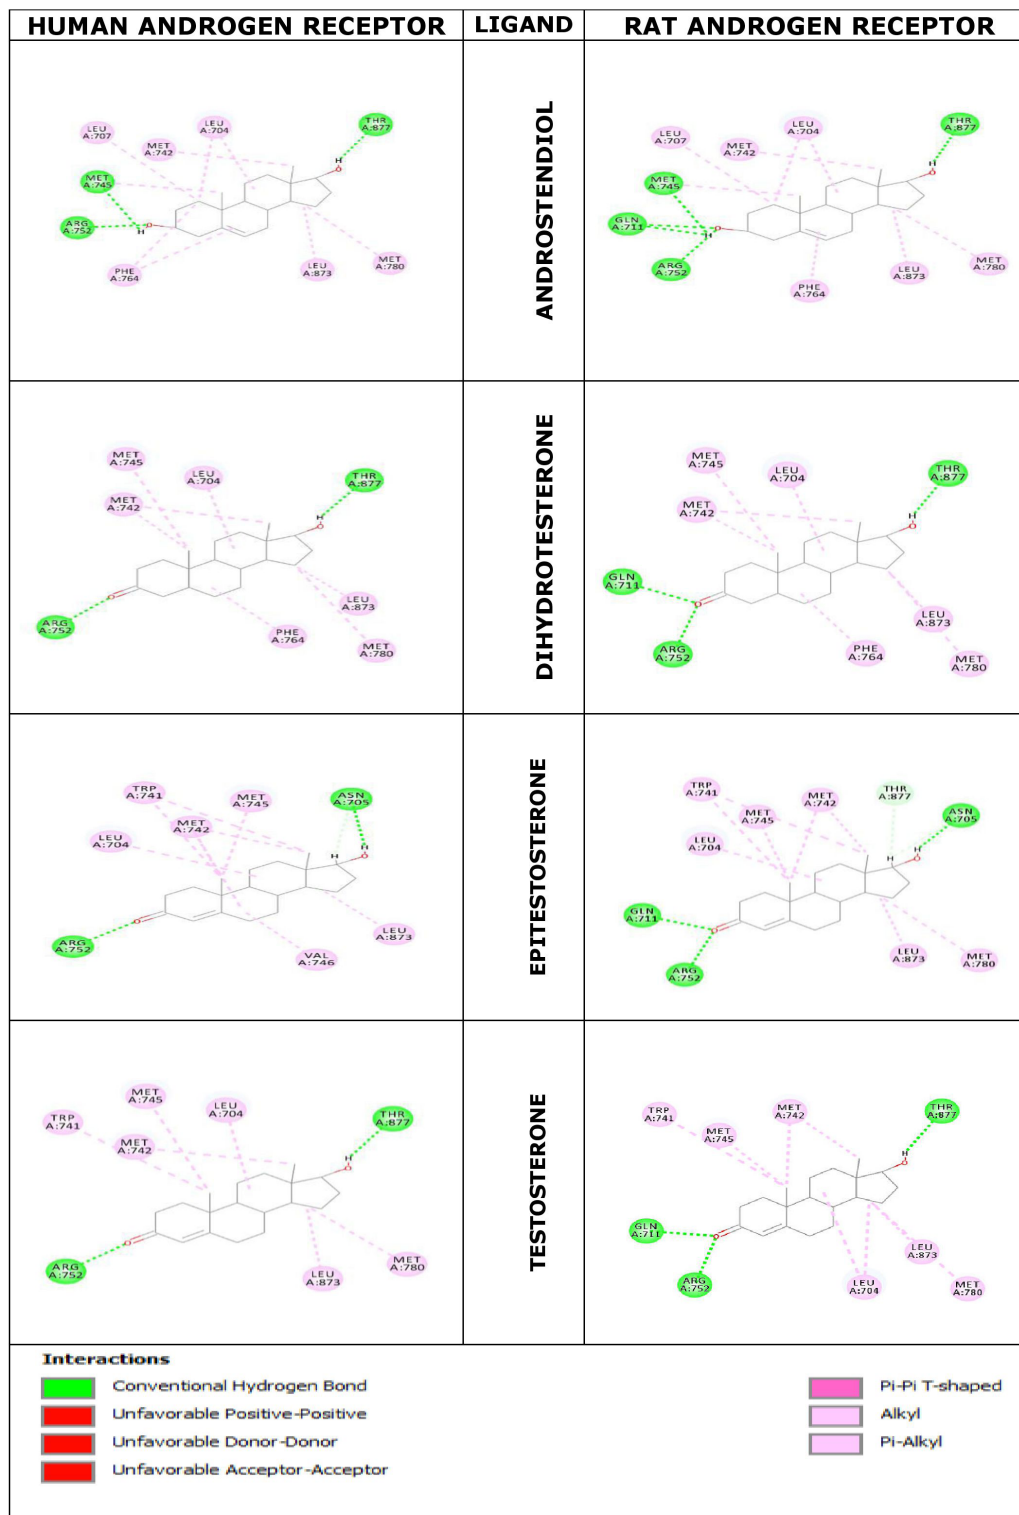 HUMAN ANDROGEN RECEPTOR
LIGAND
RAT ANDROGEN RECEPTOR
LEU
A:707
MET
A:742
LEU
A:704
THR
A:877
MET
A:745
ARG
A:752
PHE
A:764
LEU
A:873
MET
A:780
H
O
O
H
ANDROSTENDIOL
LEU
A:707
MET
A:742
LEU
A:704
THR
A:877
MET
A:745
GLN
A:711
ARG
A:752
PHE
A:764
LEU
A:873
MET
A:780
H
O
O
H
MET
A:745
LEU
A:704
THR
A:877
MET
A:742
ARG
A:752
PHE
A:764
LEU
A:873
MET
A:780
H
O
O
DIHYDROTESTERONE
MET
A:745
LEU
A:704
THR
A:877
MET
A:742
GLN
A:711
ARG
A:752
PHE
A:764
LEU
A:873
MET
A:780
H
O
O
TRP
A:741
MET
A:745
ASN
A:705
MET
A:742
LEU
A:704
ARG
A:752
VAL
A:746
LEU
A:873
H
H
O
O
EPITESTOSTERONE
TRP
A:741
MET
A:742
THR
A:877
MET
A:745
ASN
A:705
LEU
A:704
GLN
A:711
ARG
A:752
LEU
A:873
MET
A:780
H
H
O
O
MET
A:745
LEU
A:704
THR
A:877
TRP
A:741
MET
A:742
ARG
A:752
LEU
A:873
MET
A:780
H
O
O
TESTOSTERONE
TRP
A:741
MET
A:742
THR
A:877
MET
A:745
GLN
A:711
ARG
A:752
LEU
A:704
LEU
A:873
MET
A:780
H
O
O
Interactions
Conventional Hydrogen Bond
Unfavorable Positive-Positive
Unfavorable Donor-Donor
Unfavorable Acceptor-Acceptor
Pi-Pi T-shaped
Alkyl
Pi-Alkyl